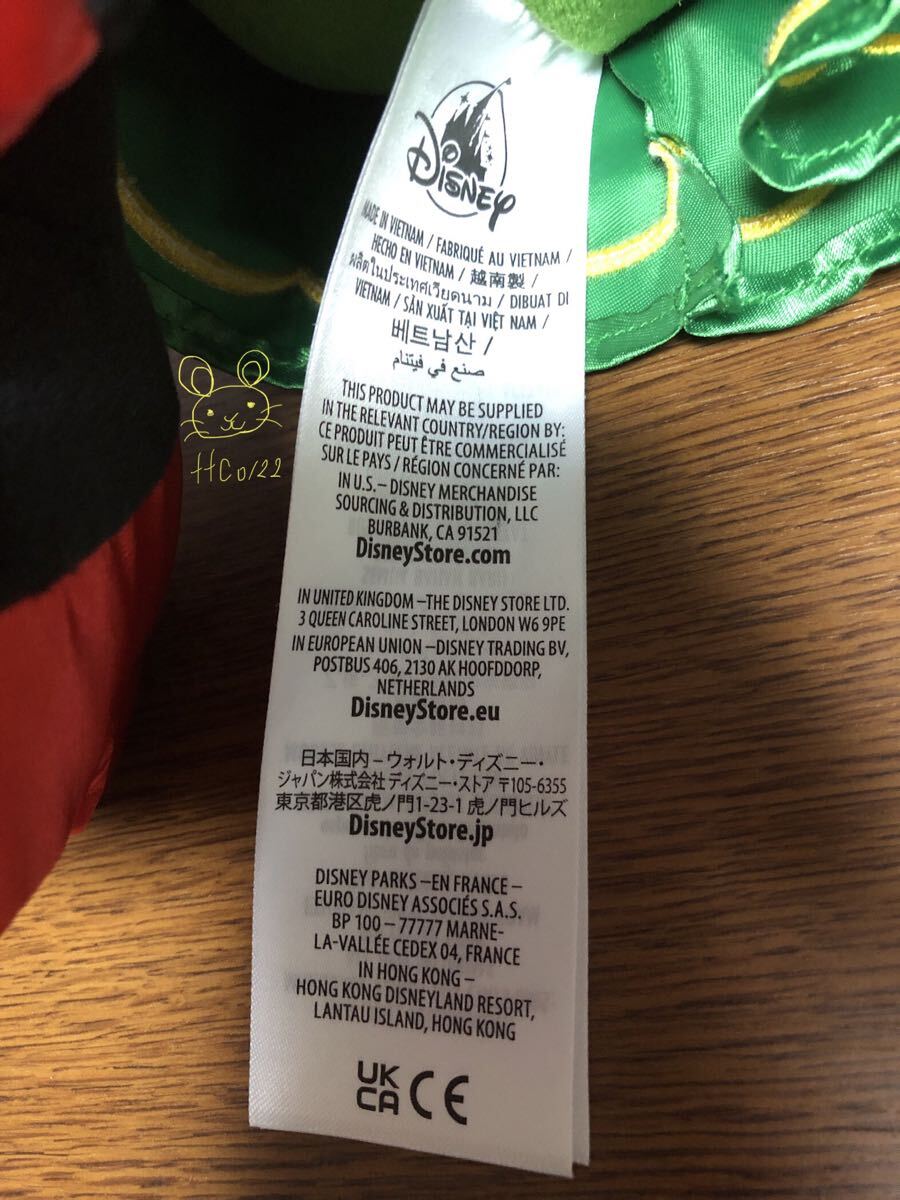 DISNEY
MADE IN VIETNAM / FABRIQUÉ AU VIETNAM /
HECHO EN VIETNAM / 越南製 /
ผลิตในประเทศเวียดนาม / DIBUAT DI
VIETNAM / SẢN XUẤT TẠI VIỆT NAM /
베트남산 /
صنع في فيتنام
THIS PRODUCT MAY BE SUPPLIED
IN THE RELEVANT COUNTRY/REGION BY:
CE PRODUIT PEUT ÊTRE COMMERCIALISÉ
SUR LE PAYS / RÉGION CONCERNÉ PAR:
IN U.S.– DISNEY MERCHANDISE
SOURCING & DISTRIBUTION, LLC
BURBANK, CA 91521
DisneyStore.com
IN UNITED KINGDOM –THE DISNEY STORE LTD.
3 QUEEN CAROLINE STREET, LONDON W6 9PE
IN EUROPEAN UNION –DISNEY TRADING BV,
POSTBUS 406, 2130 AK HOOFDDORP,
NETHERLANDS
DisneyStore.eu
日本国内 – ウォルト・ディズニー・
ジャパン株式会社 ディズニー・ストア 〒105-6355
東京都港区虎ノ門1-23-1 虎ノ門ヒルズ
DisneyStore.jp
DISNEY PARKS –EN FRANCE –
EURO DISNEY ASSOCIÉS S.A.S.
BP 100 – 77777 MARNE-
LA-VALLÉE CEDEX 04, FRANCE
IN HONG KONG –
HONG KONG DISNEYLAND RESORT,
LANTAU ISLAND, HONG KONG
UK
CA CE
HCo122